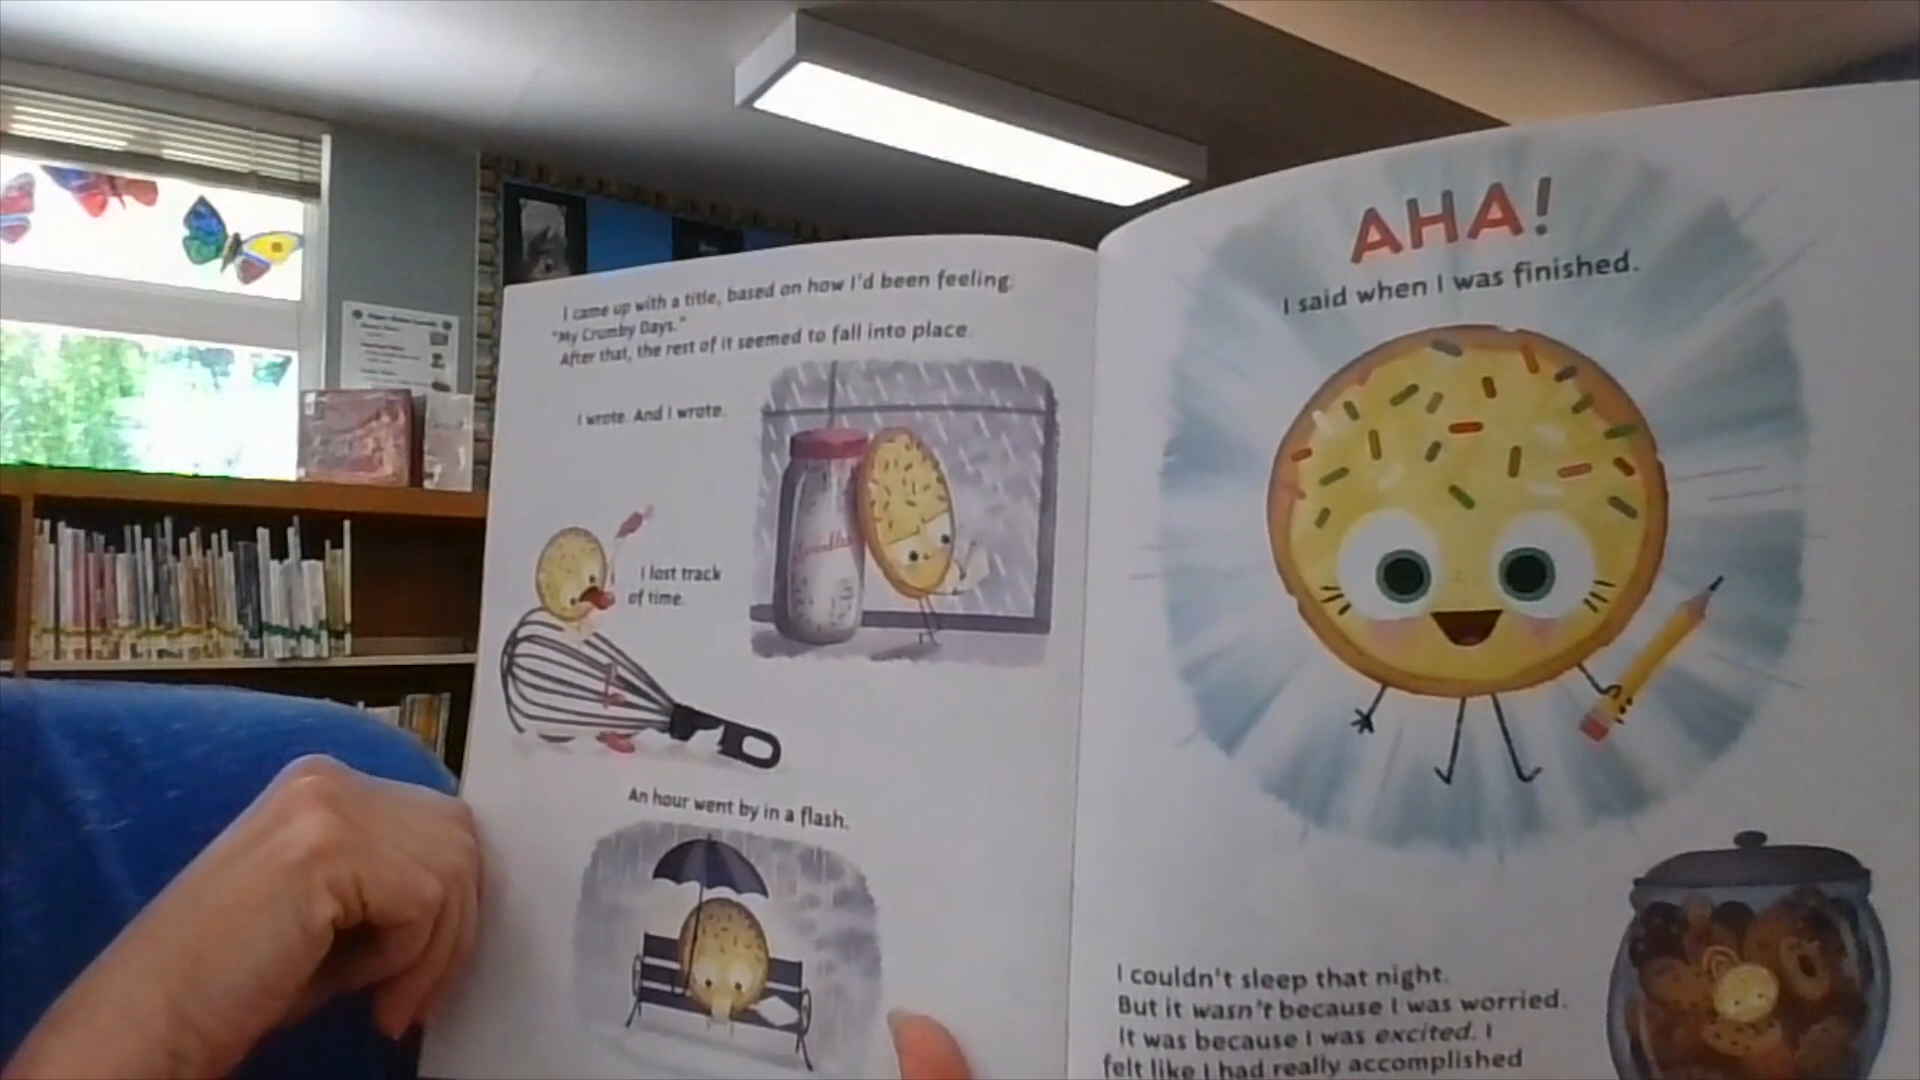 I came up with a title, based on how I'd been feeling:
"My Crumby Days."
After that, the rest of it seemed to fall into place.
I wrote. And I wrote.
I lost track
of time.
An hour went by in a flash.
AHA!
I said when I was finished.
I couldn't sleep that night.
But it wasn't because I was worried.
It was because I was excited. I
felt like I had really accomplished